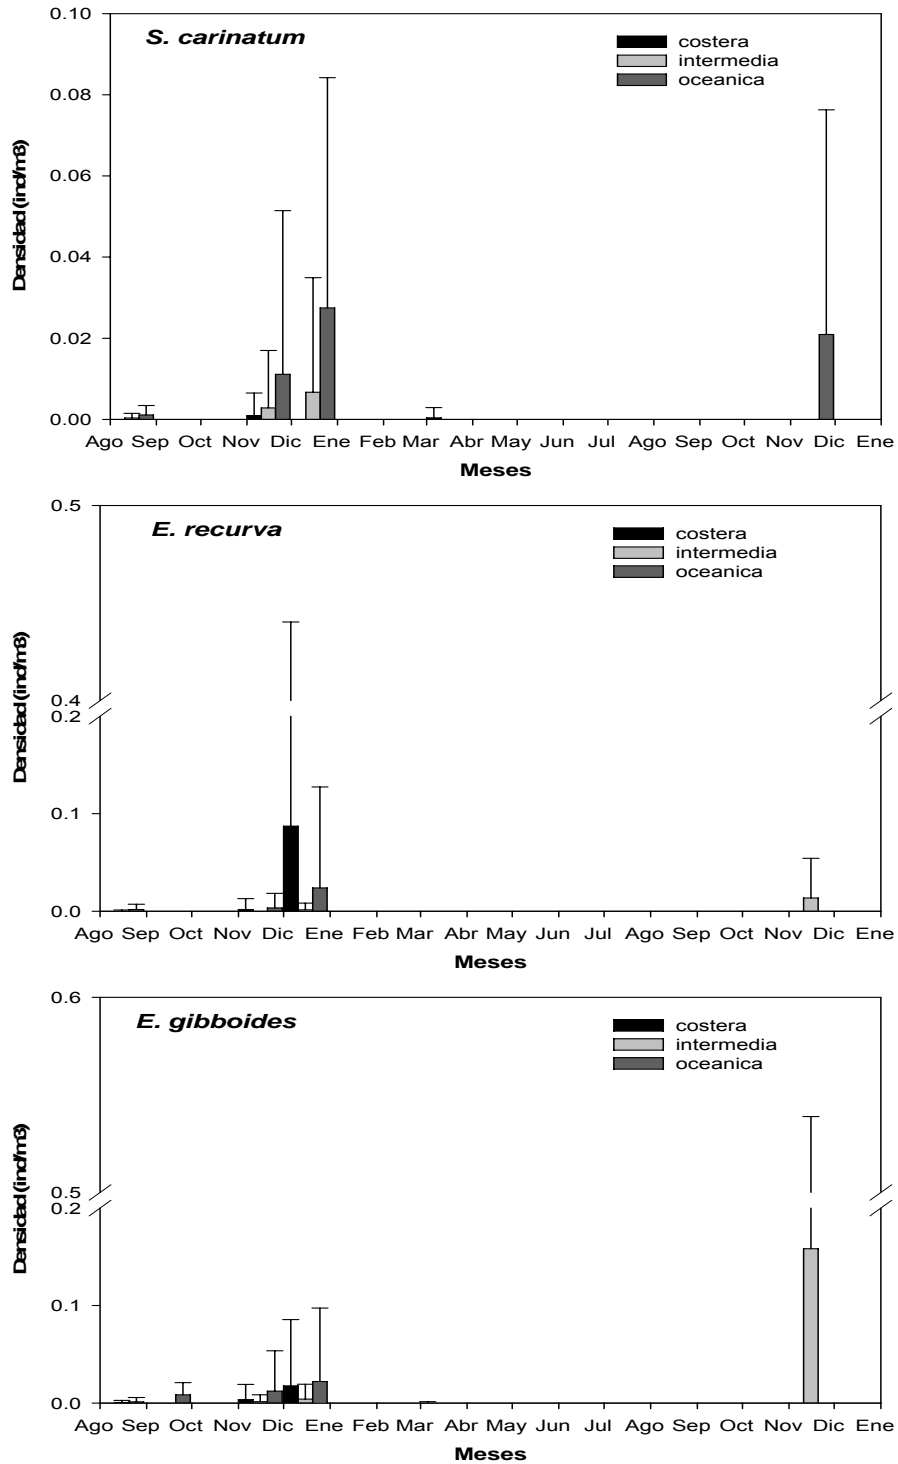 S. carinatum
costera
intermedia
oceanica
Densidad (ind/m3)
0.10
0.08
0.06
0.04
0.02
0.00
Ago Sep Oct Nov Dic Ene Feb Mar Abr May Jun Jul Ago Sep Oct Nov Dic Ene
Meses
E. recurva
costera
intermedia
oceanica
Densidad (ind/m3)
0.5
0.4
0.2
0.1
0.0
Ago Sep Oct Nov Dic Ene Feb Mar Abr May Jun Jul Ago Sep Oct Nov Dic Ene
Meses
E. gibboides
costera
intermedia
oceanica
Densidad (ind/m3)
0.6
0.5
0.2
0.1
0.0
Ago Sep Oct Nov Dic Ene Feb Mar Abr May Jun Jul Ago Sep Oct Nov Dic Ene
Meses